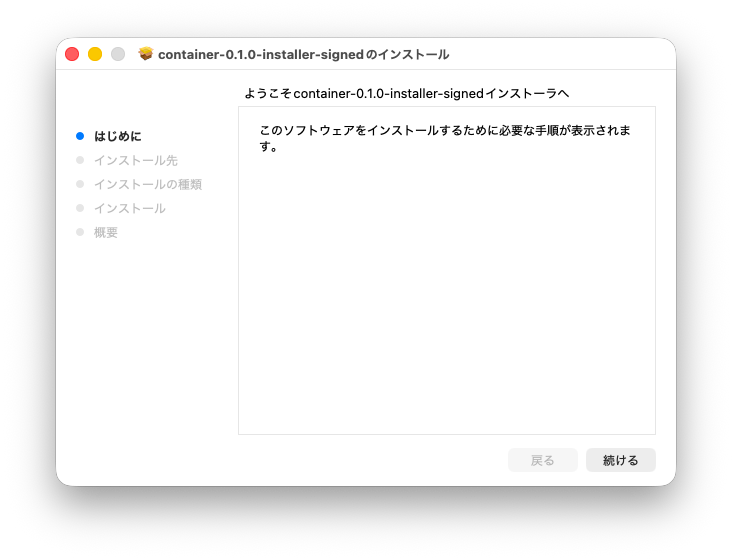 container-0.1.0-installer-signedのインストール
ようこそcontainer-0.1.0-installer-signedインストーラへ
はじめに
インストール先
インストールの種類
インストール
概要
このソフトウェアをインストールするために必要な手順が表示されま
す。
戻る
続ける